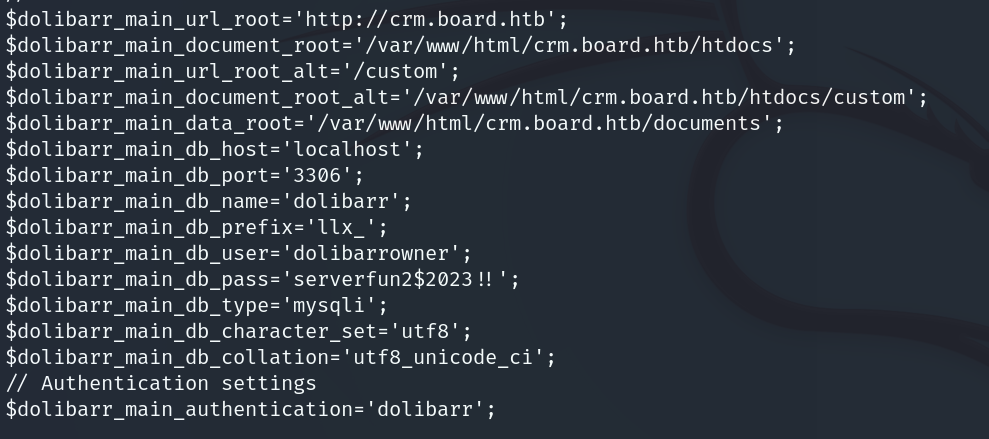 $dolibarr_main_url_root='http://crm.board.htb';
$dolibarr_main_document_root='/var/www/html/crm.board.htb/htdocs';
$dolibarr_main_url_root_alt='/custom';
$dolibarr_main_document_root_alt='/var/www/html/crm.board.htb/htdocs/custom';
$dolibarr_main_data_root='/var/www/html/crm.board.htb/documents';
$dolibarr_main_db_host='localhost';
$dolibarr_main_db_port='3306';
$dolibarr_main_db_name='dolibarr';
$dolibarr_main_db_prefix='llx_';
$dolibarr_main_db_user='dolibarrowner';
$dolibarr_main_db_pass='serverfun2$2023!!';
$dolibarr_main_db_type='mysqli';
$dolibarr_main_db_character_set='utf8';
$dolibarr_main_db_collation='utf8_unicode_ci';
// Authentication settings
$dolibarr_main_authentication='dolibarr';